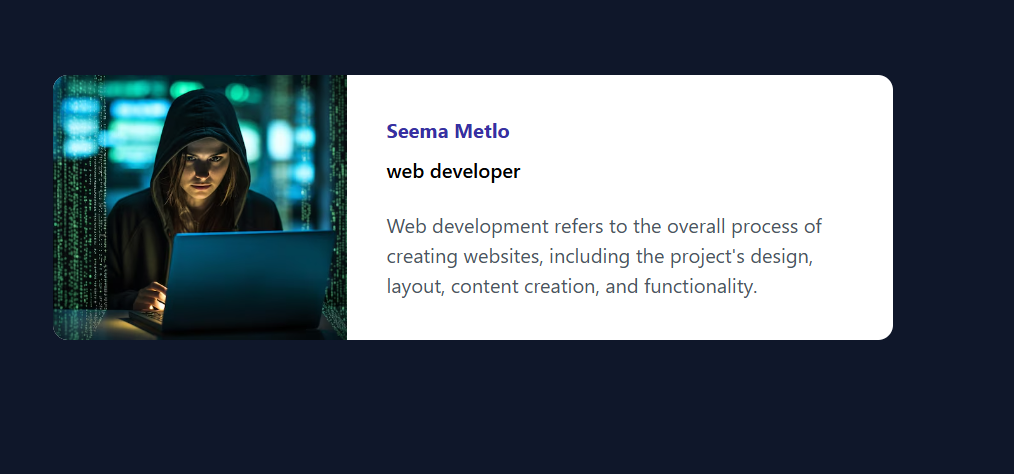 Seema Metlo
web developer
Web development refers to the overall process of
creating websites, including the project's design,
layout, content creation, and functionality.